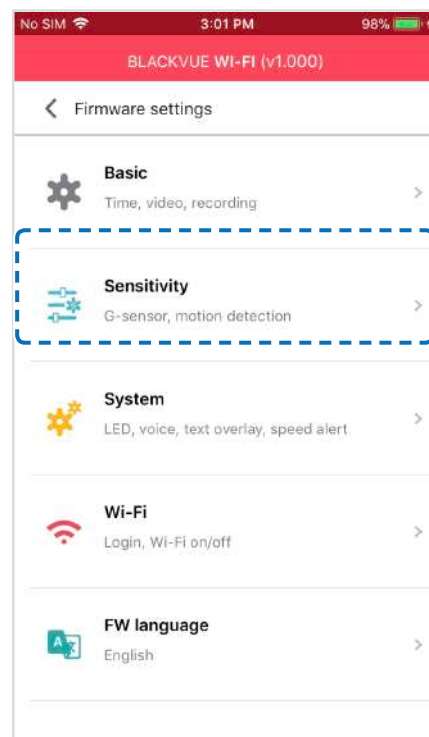 No SIM 3:01 PM 98%
BLACKVUE WI-FI (v1.000)
Firmware settings
Basic
Time, video, recording
Sensitivity
G-sensor, motion detection
System
LED, voice, text overlay, speed alert
Wi-Fi
Login, Wi-Fi on/off
FW language
A
English